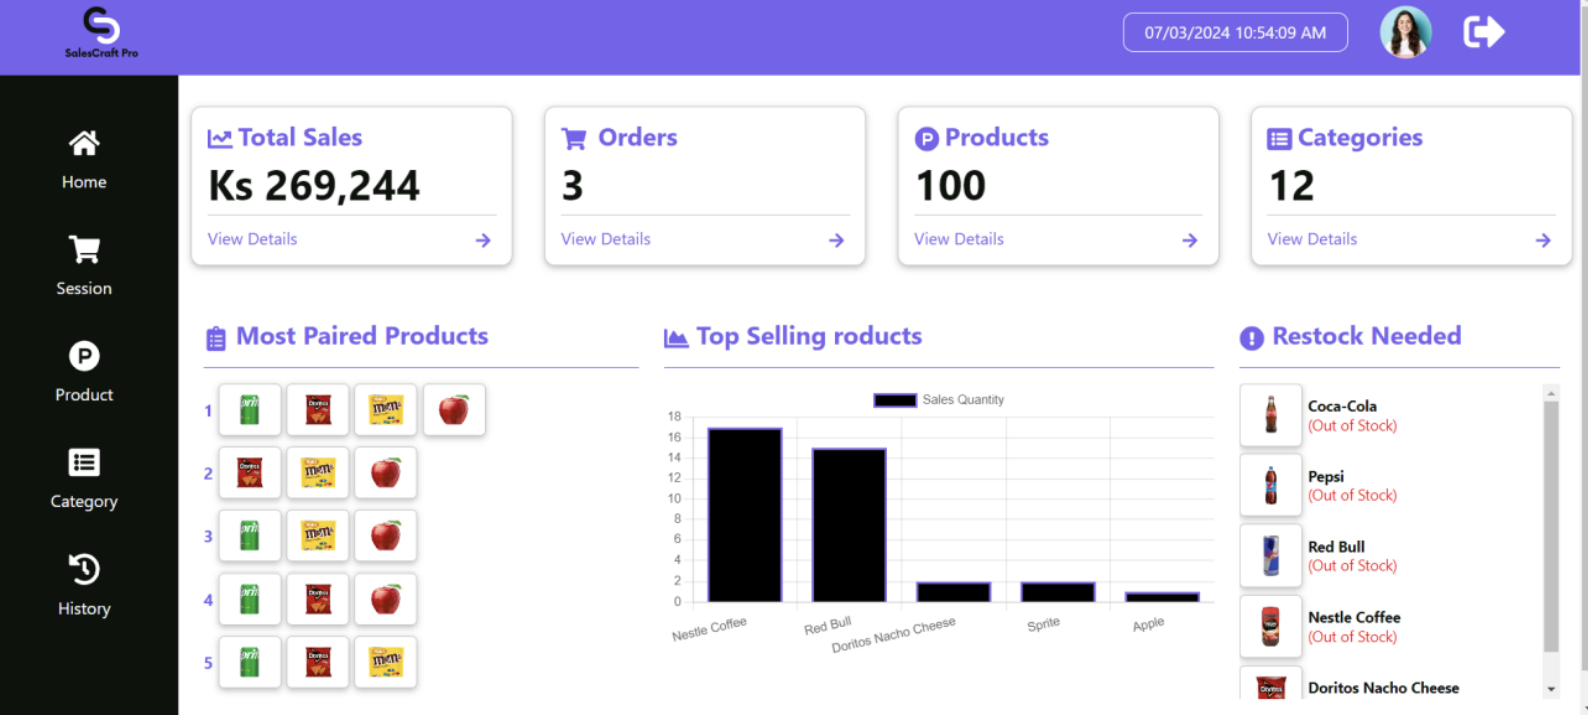 SalesCraft Pro
07/03/2024 10:54:09 AM
Home
Session
Product
Category
History
Total Sales
Ks 269,244
View Details
Orders
3
View Details
Products
100
View Details
Categories
12
View Details
Most Paired Products
1
2
3
4
5
Top Selling roducts
Sales Quantity
18
16
14
12
10
8
6
4
2
0
Nestle Coffee
Red Bull
Doritos Nacho Cheese
Sprite
Apple
Restock Needed
Coca-Cola
(Out of Stock)
Pepsi
(Out of Stock)
Red Bull
(Out of Stock)
Nestle Coffee
(Out of Stock)
Doritos Nacho Cheese